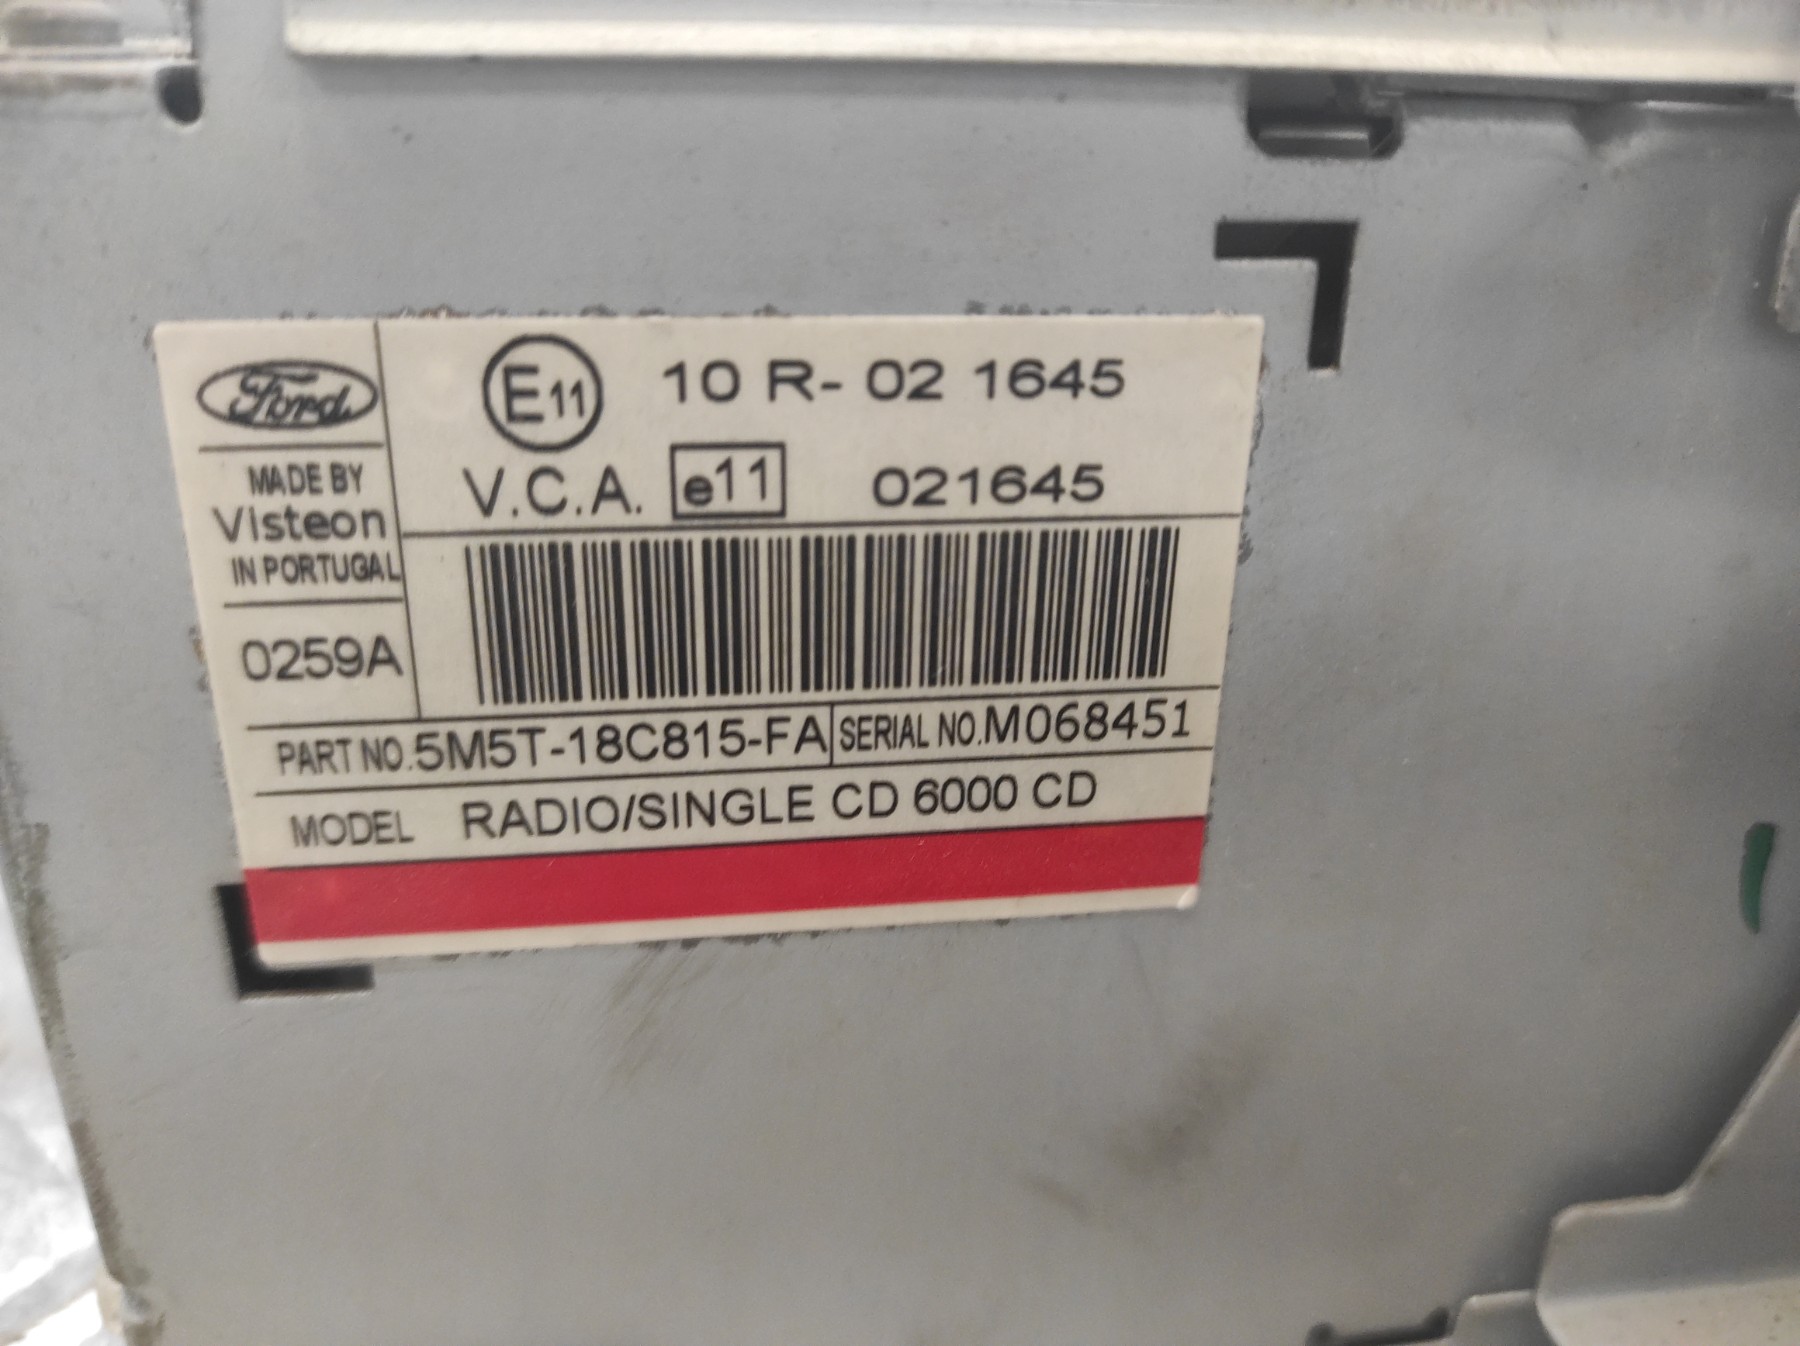 Ford
MADE BY
Visteon
IN PORTUGAL
0259A
E11 10 R- 02 1645
V.C.A. e11 021645
PART NO. 5M5T-18C815-FA SERIAL NO. M068451
MODEL RADIO/SINGLE CD 6000 CD